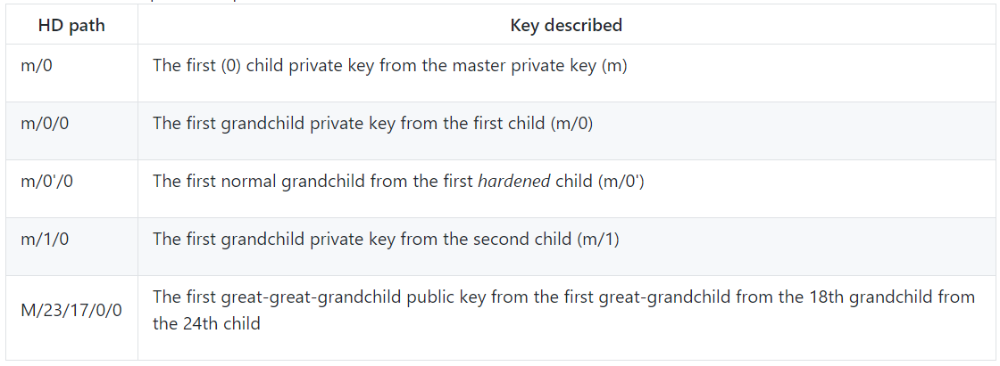 HD path Key described
m/0 The first (0) child private key from the master private key (m)
m/0/0 The first grandchild private key from the first child (m/0)
m/0'/0 The first normal grandchild from the first hardened child (m/0')
m/1/0 The first grandchild private key from the second child (m/1)
M/23/17/0/0 The first great-great-grandchild public key from the first great-grandchild from the 18th grandchild from
the 24th child